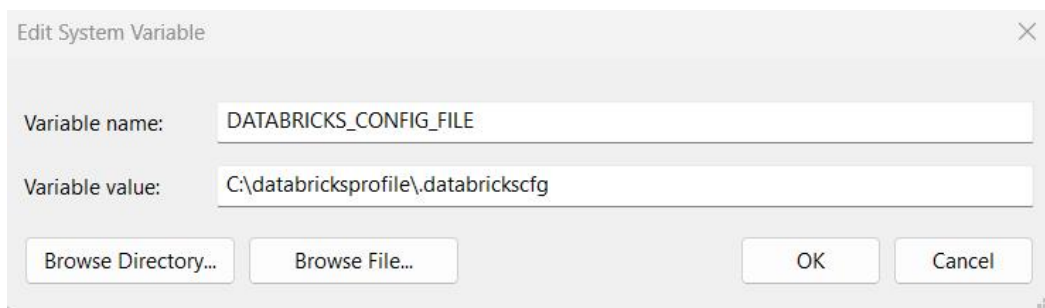 Edit System Variable
Variable name: DATABRICKS_CONFIG_FILE
Variable value: C:\databricksprofile\.databrickscfg
Browse Directory... Browse File... OK Cancel